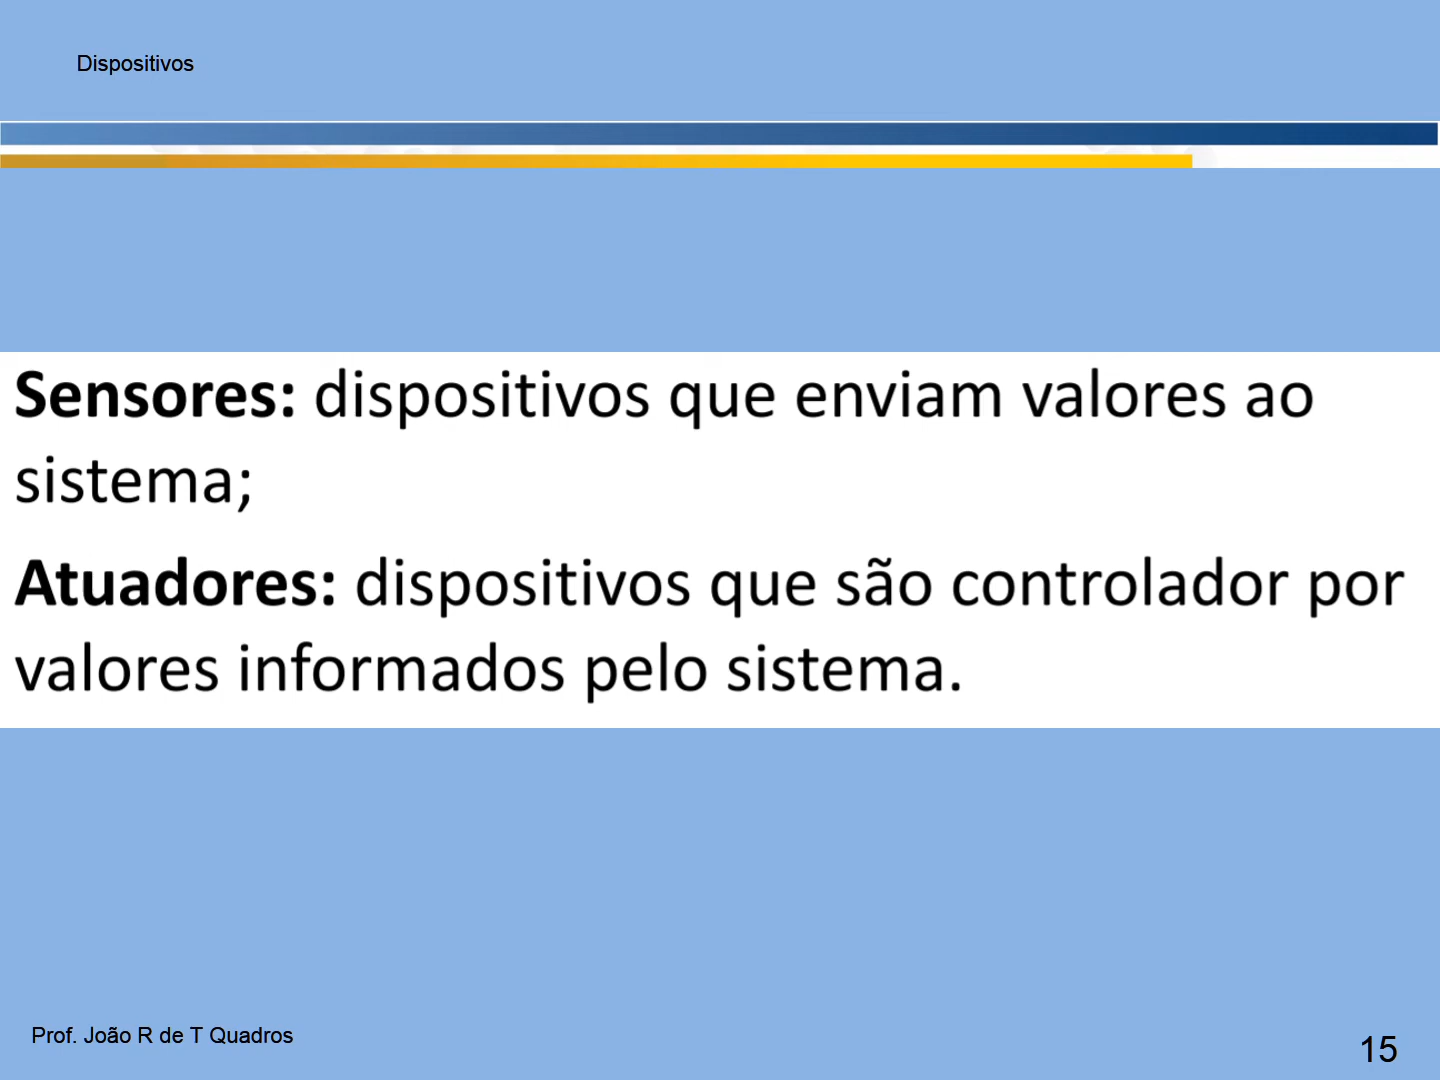 Dispositivos
Sensores: dispositivos que enviam valores ao
sistema;
Atuadores: dispositivos que são controlador por
valores informados pelo sistema.
Prof. João R de T Quadros
15